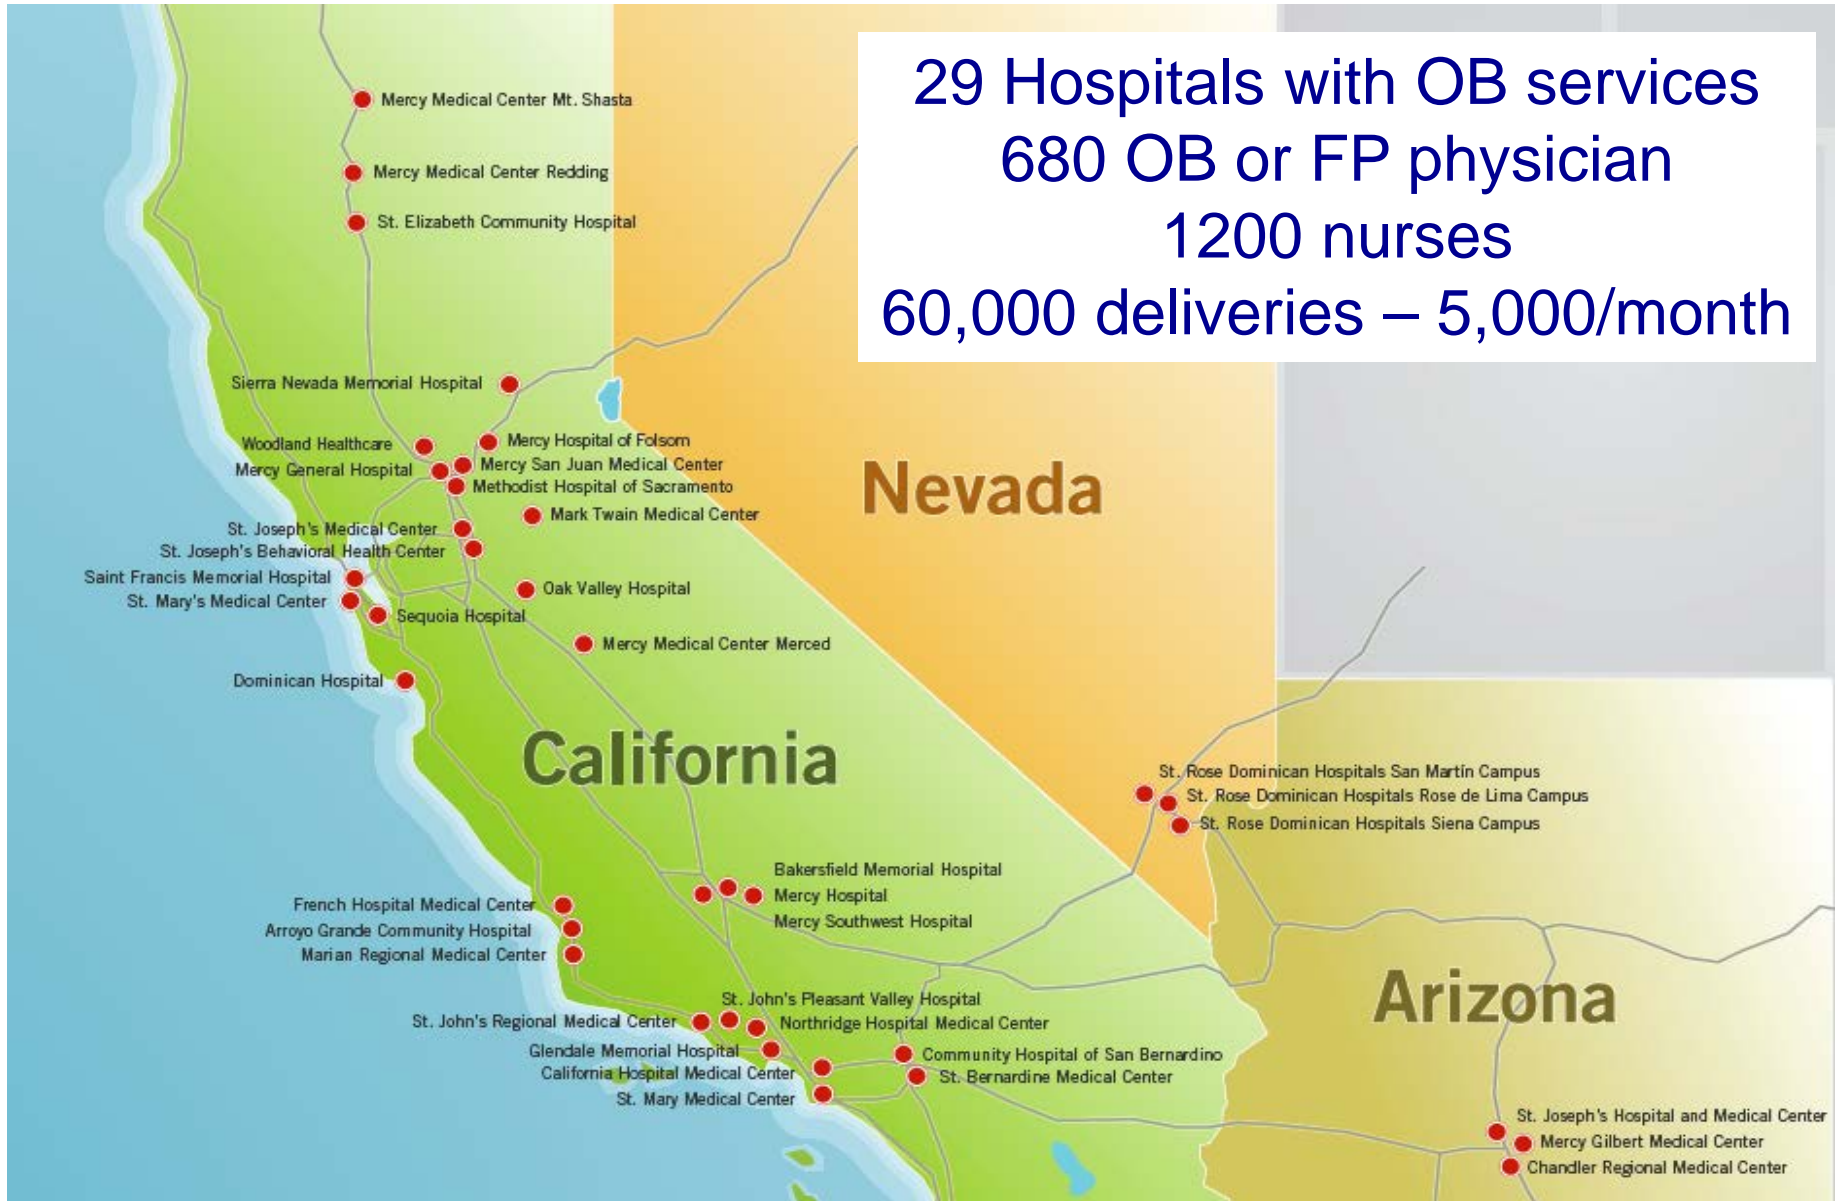 29 Hospitals with OB services
680 OB or FP physician
1200 nurses
60,000 deliveries – 5,000/month
Mercy Medical Center Mt. Shasta
Mercy Medical Center Redding
St. Elizabeth Community Hospital
Sierra Nevada Memorial Hospital
Woodland Healthcare
Mercy Hospital of Folsom
Mercy General Hospital
Mercy San Juan Medical Center
Methodist Hospital of Sacramento
Nevada
Mark Twain Medical Center
St. Joseph's Medical Center
St. Joseph's Behavioral Health Center
Saint Francis Memorial Hospital
Oak Valley Hospital
St. Mary's Medical Center
Sequoia Hospital
Mercy Medical Center Merced
Dominican Hospital
California
St. Rose Dominican Hospitals San Martín Campus
St. Rose Dominican Hospitals Rose de Lima Campus
St. Rose Dominican Hospitals Siena Campus
Bakersfield Memorial Hospital
Mercy Hospital
Mercy Southwest Hospital
French Hospital Medical Center
Arroyo Grande Community Hospital
Marian Regional Medical Center
Arizona
St. John's Pleasant Valley Hospital
St. John's Regional Medical Center
Northridge Hospital Medical Center
Glendale Memorial Hospital
Community Hospital of San Bernardino
California Hospital Medical Center
St. Bernardine Medical Center
St. Mary Medical Center
St. Joseph's Hospital and Medical Center
Mercy Gilbert Medical Center
Chandler Regional Medical Center